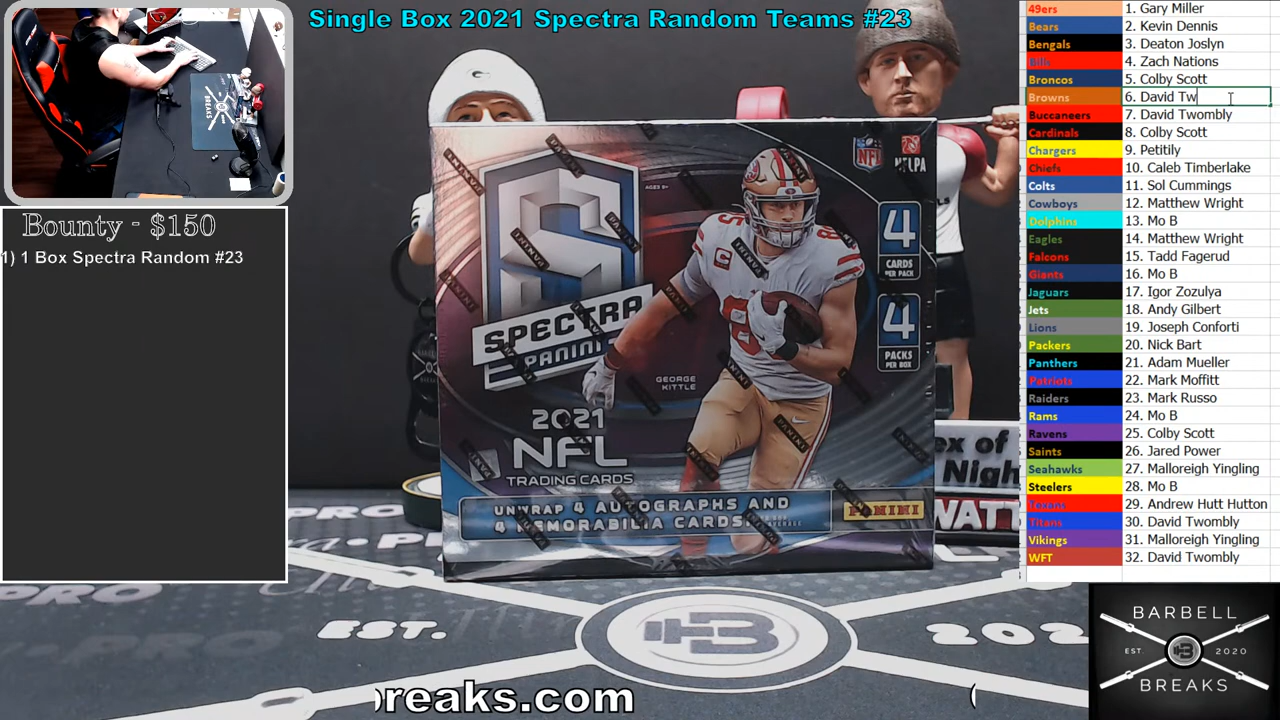 Single Box 2021 Spectra Random Teams #23
Bounty - $150
1) 1 Box Spectra Random #23
49ers 1. Gary Miller
Bears 2. Kevin Dennis
Bengals 3. Deaton Joslyn
Bills 4. Zach Nations
Broncos 5. Colby Scott
Browns 6. David Tw
Buccaneers 7. David Twombly
Cardinals 8. Colby Scott
Chargers 9. Petitily
Chiefs 10. Caleb Timberlake
Colts 11. Sol Cummings
Cowboys 12. Matthew Wright
Dolphins 13. Mo B
Eagles 14. Matthew Wright
Falcons 15. Tadd Fagerud
Giants 16. Mo B
Jaguars 17. Igor Zozulya
Jets 18. Andy Gilbert
Lions 19. Joseph Conforti
Packers 20. Nick Bart
Panthers 21. Adam Mueller
Patriots 22. Mark Moffitt
Raiders 23. Mark Russo
Rams 24. Mo B
Ravens 25. Colby Scott
Saints 26. Jared Power
Seahawks 27. Malloreigh Yingling
Steelers 28. Mo B
Texans 29. Andrew Hutt Hutton
Titans 30. David Twombly
Vikings 31. Malloreigh Yingling
WFT 32. David Twombly
NFL
NFLPA
4
CARDS
PER PACK
4
PACKS
PER BOX
SPECTRA
PANINI
GEORGE
KITTLE
2021
NFL
TRADING CARDS
UNWRAP 4 AUTOGRAPHS AND
4 MEMORABILIA CARDS
PANINI
ex of
Nigh
WATT
EST.
202
reaks.com
BARBELL
EST. 2020
BREAKS
BREAKS